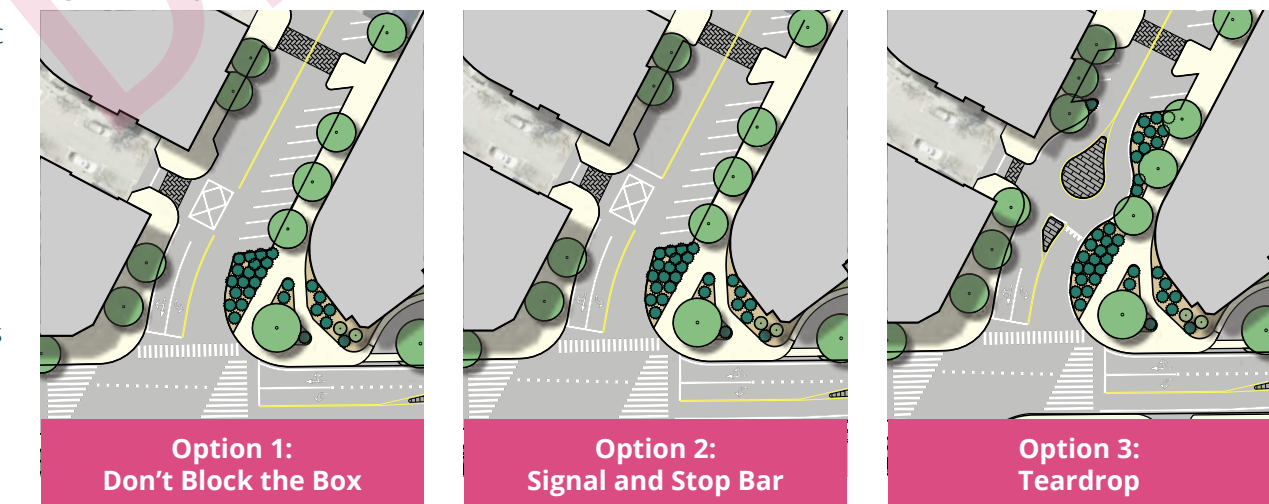 Option 1:
Don’t Block the Box
Option 2:
Signal and Stop Bar
Option 3:
Teardrop